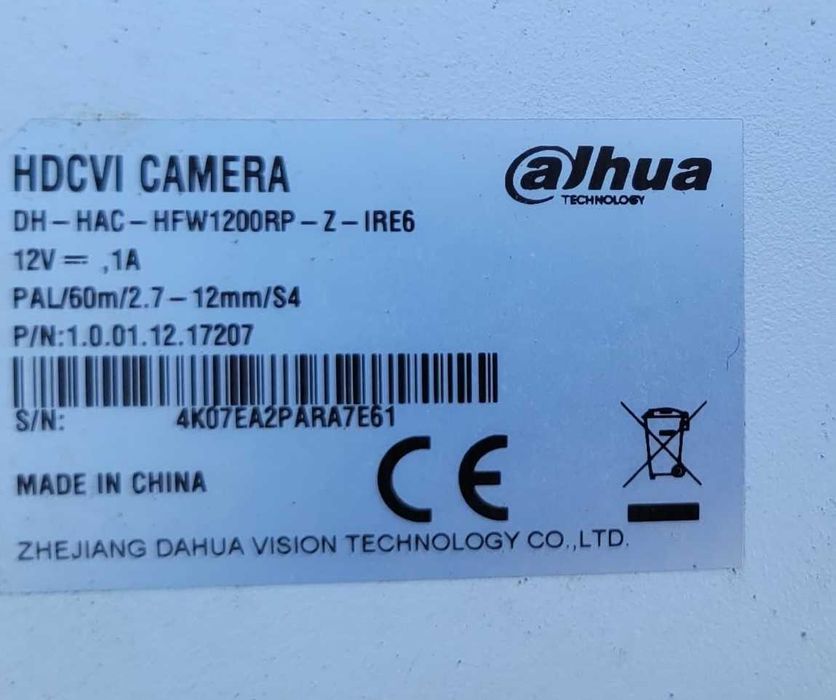 HDCVI CAMERA
alhua
TECHNOLOGY
DH-HAC-HFW1200RP-Z-IRE6
12V ⎓ ,1A
PAL/60m/2.7-12mm/S4
P/N:1.0.01.12.17207
S/N: 4K07EA2PARA7E61
MADE IN CHINA
CE
ZHEJIANG DAHUA VISION TECHNOLOGY CO.,LTD.